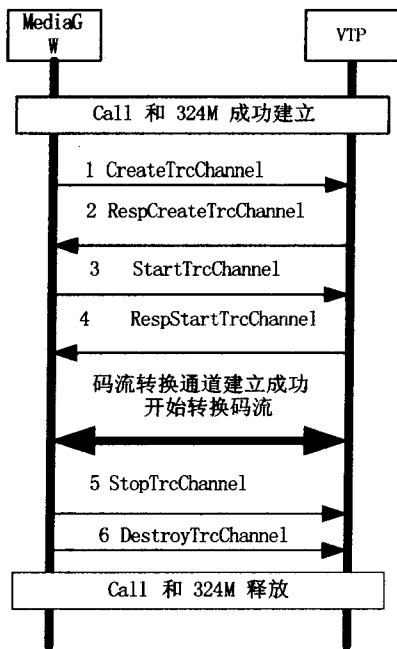 MediaG
W
VTP
Call 和 324M 成功建立
1 CreateTrcChannel
2 RespCreateTrcChannel
3 StartTrcChannel
4 RespStartTrcChannel
码流转换通道建立成功
开始转换码流
5 StopTrcChannel
6 DestroyTrcChannel
Call 和 324M 释放